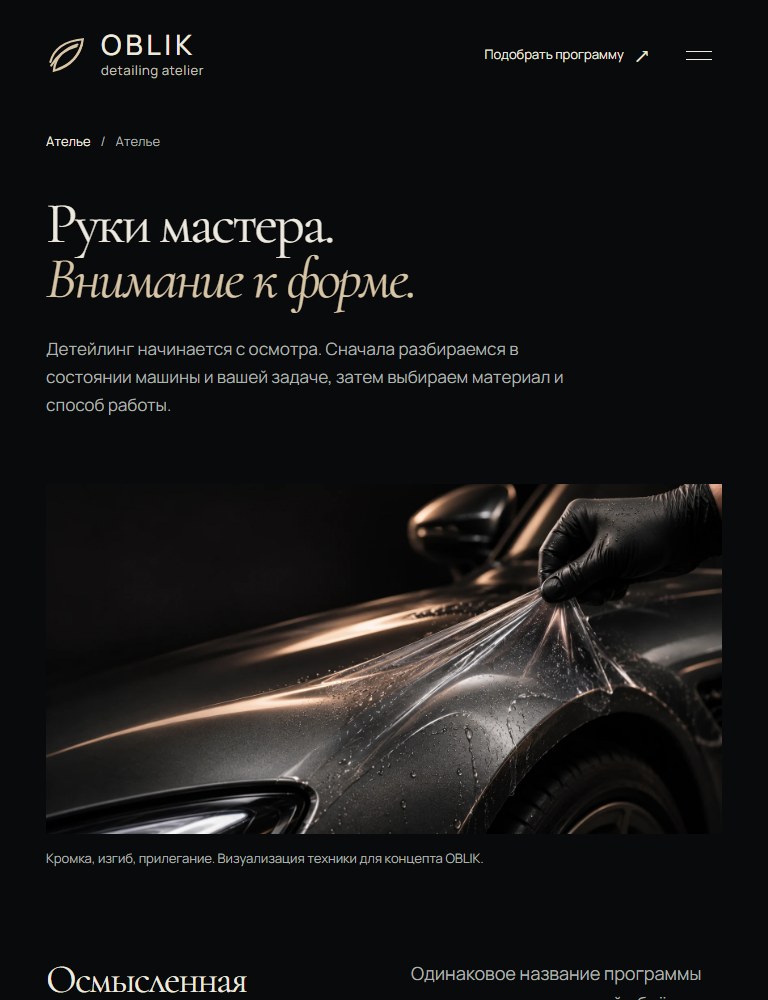 OBLIK
detailing atelier
Подобрать программу ↗
Ателье / Ателье
Руки мастера.
Внимание к форме.
Детейлинг начинается с осмотра. Сначала разбираемся в
состоянии машины и вашей задаче, затем выбираем материал и
способ работы.
Кромка, изгиб, прилегание. Визуализация техники для концепта OBLIK.
Осмысленная
Одинаковое название программы